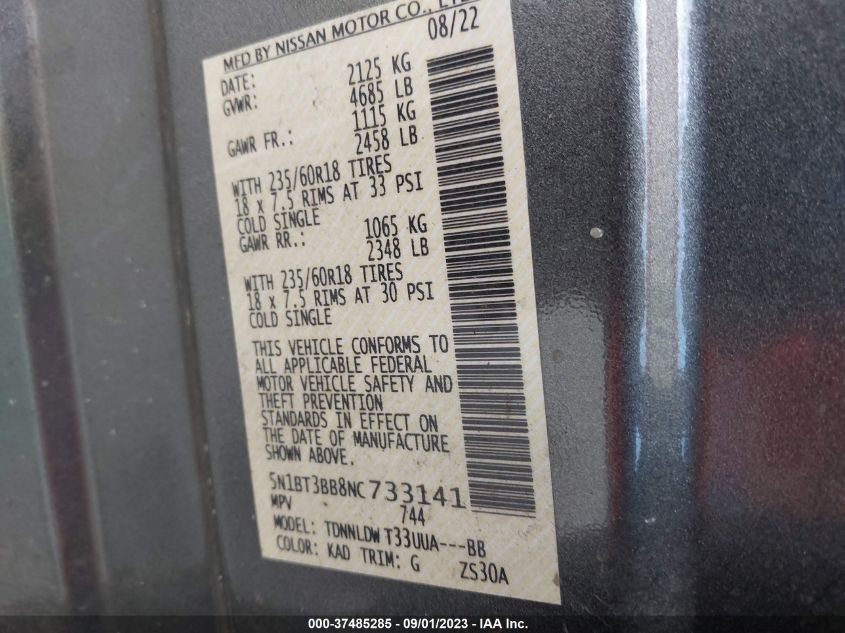 MFD BY NISSAN MOTOR CO., LTD
DATE: 08/22
GVWR: 2125 KG
4685 LB
GAWR FR.: 1115 KG
2458 LB
WITH 235/60R18 TIRES
18 x 7.5 RIMS AT 33 PSI
COLD SINGLE
GAWR RR.: 1065 KG
2348 LB
WITH 235/60R18 TIRES
18 x 7.5 RIMS AT 30 PSI
COLD SINGLE
THIS VEHICLE CONFORMS TO
ALL APPLICABLE FEDERAL
MOTOR VEHICLE SAFETY AND
THEFT PREVENTION
STANDARDS IN EFFECT ON
THE DATE OF MANUFACTURE
SHOWN ABOVE.
5N1BT3BB8NC733141
MPV 744
MODEL: TDNNLDW T33UUA---BB
COLOR: KAD TRIM: G ZS30A
000-37485285 - 09/01/2023 - IAA Inc.